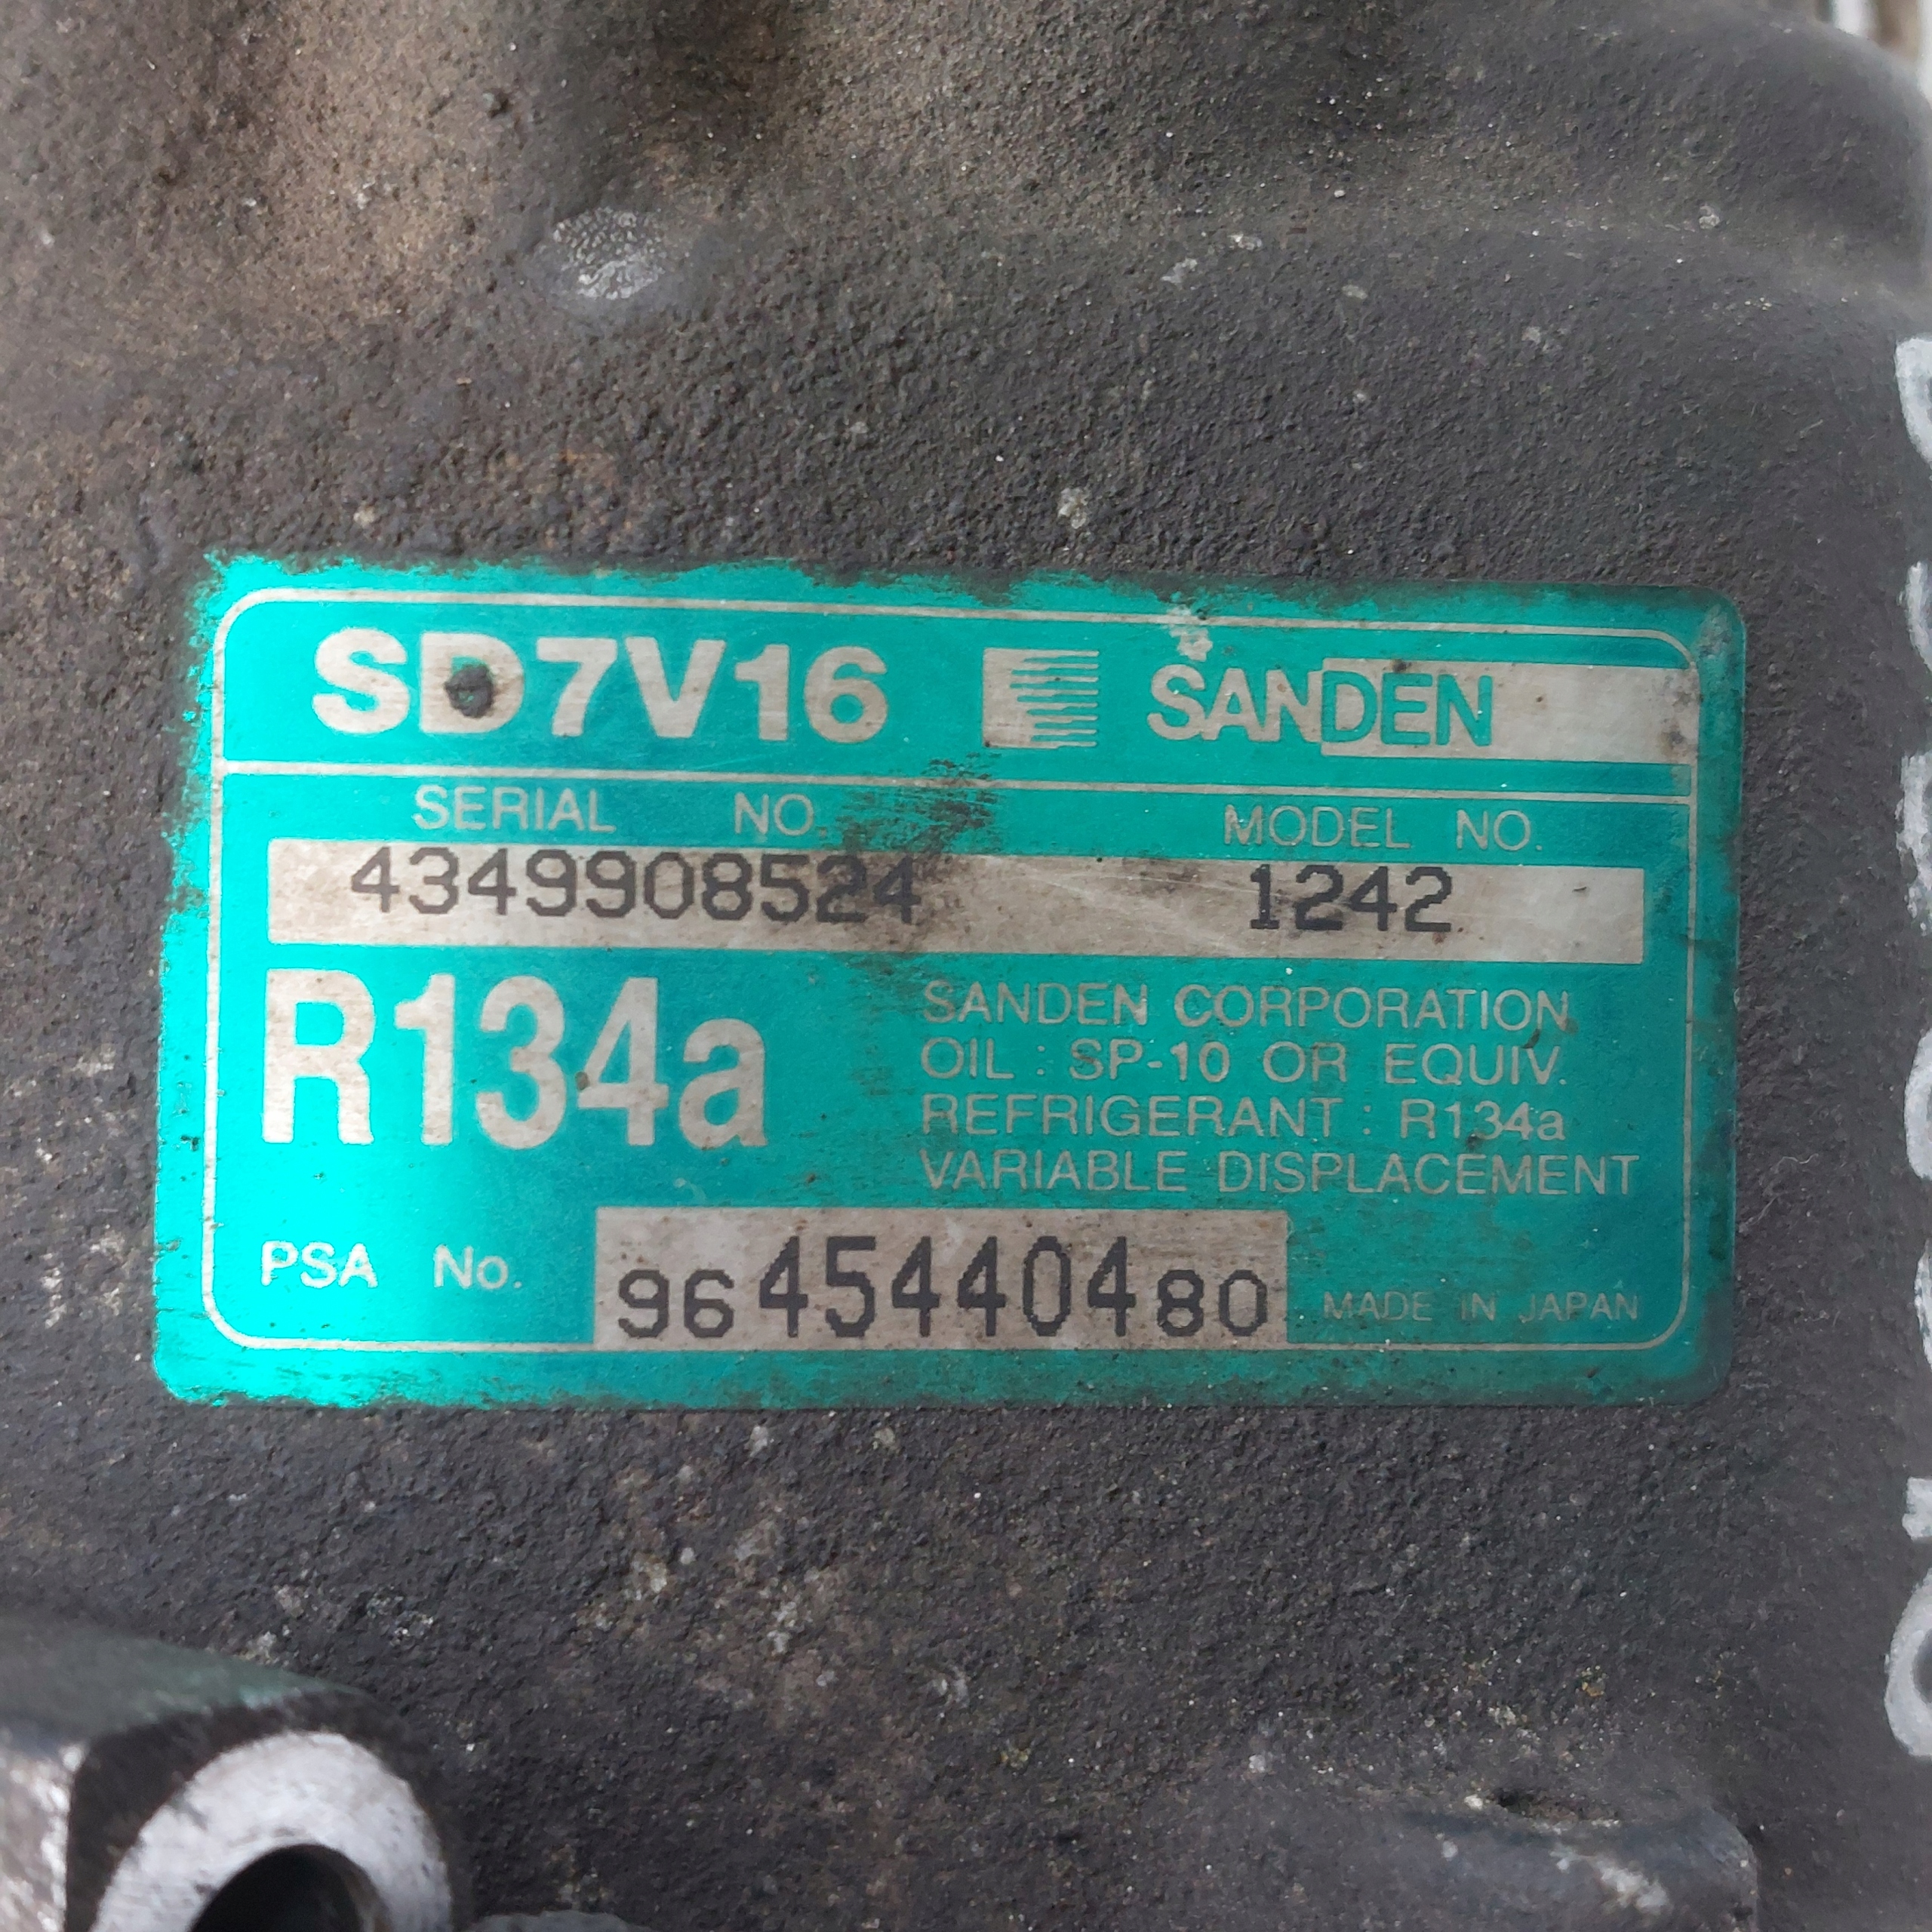 SD7V16 SANDEN
SERIAL NO. MODEL NO.
4349908524 1242
R134a
SANDEN CORPORATION
OIL : SP-10 OR EQUIV.
REFRIGERANT : R134a
VARIABLE DISPLACEMENT
PSA No. 9645440480 MADE IN JAPAN